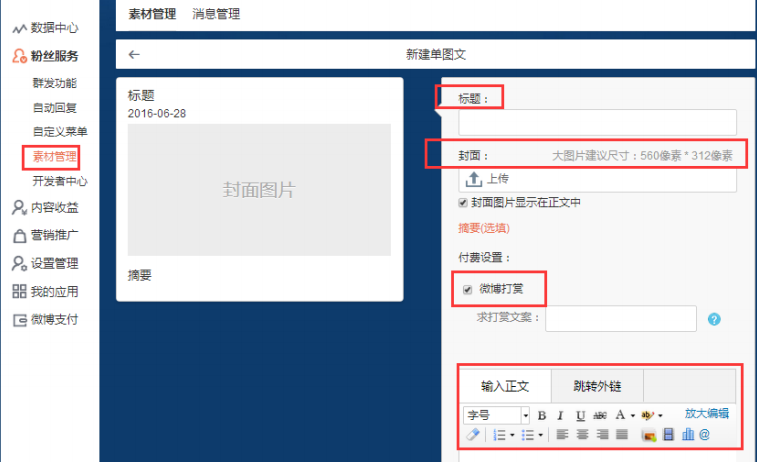 素材管理 消息管理
数据中心
粉丝服务
群发功能
自动回复
自定义菜单
素材管理
开发者中心
内容收益
营销推广
设置管理
我的应用
微博支付
← 新建单图文
标题
2016-06-28
封面图片
摘要
标题：
封面： 大图片建议尺寸：560像素 * 312像素
上传
封面图片显示在正文中
摘要(选填)
付费设置：
微博打赏
求打赏文案： ?
输入正文 跳转外链
字号 B I U ABC A ab 放大编辑
@